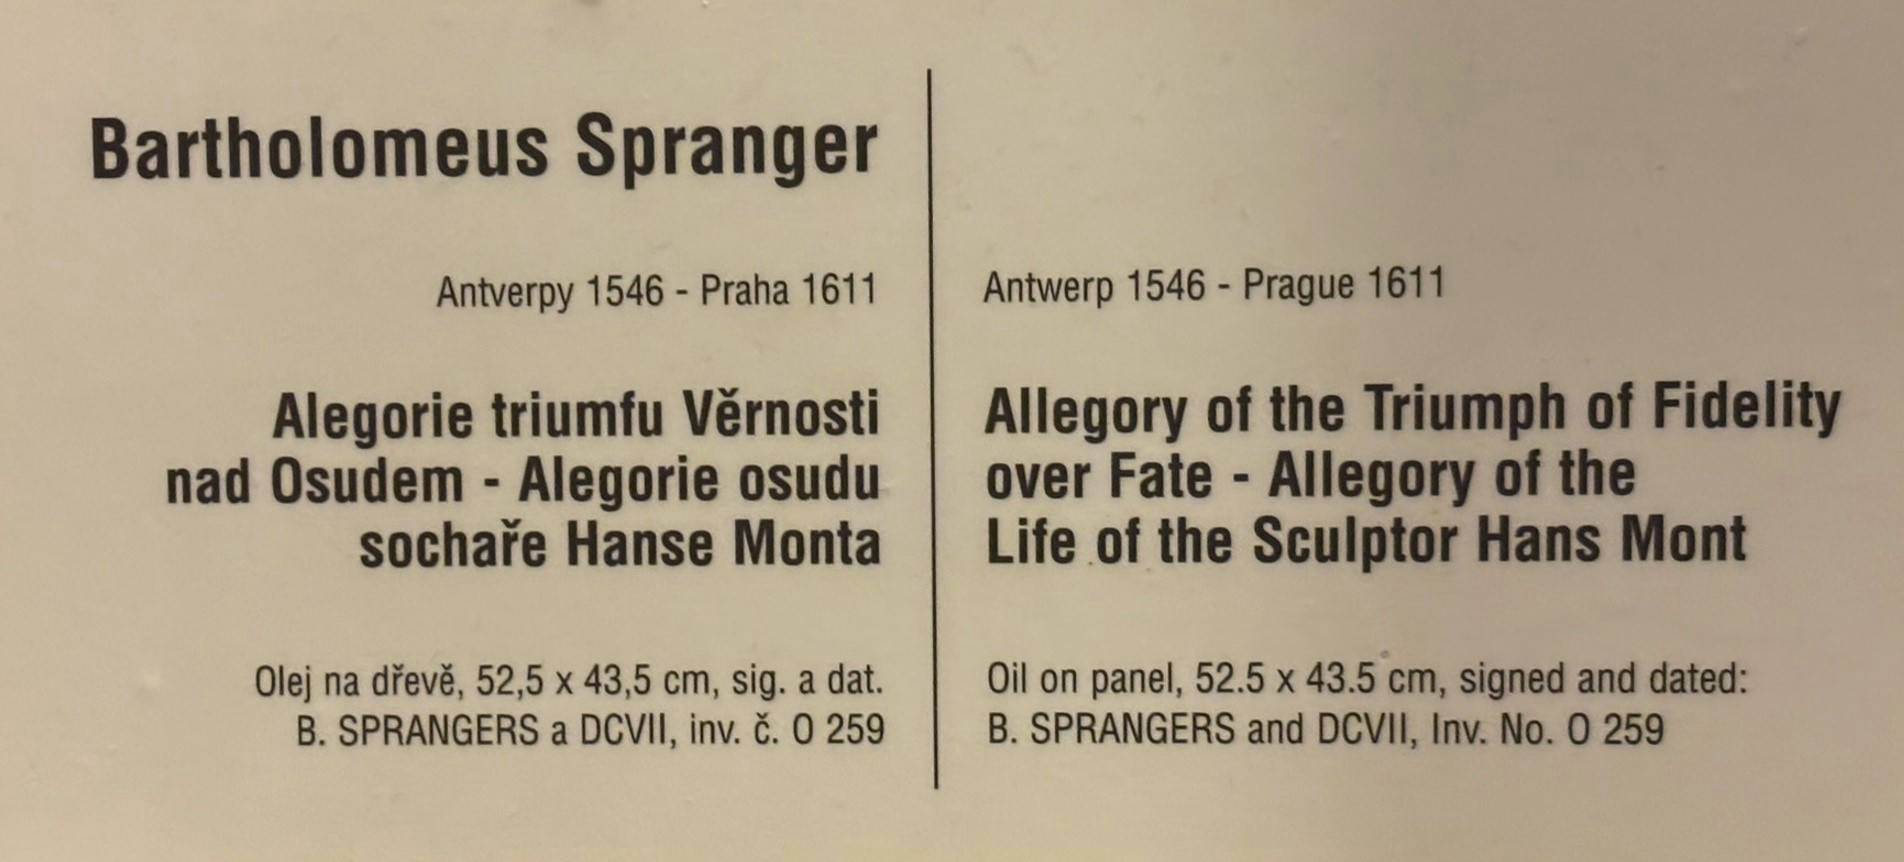 Bartholomeus Spranger
Antverpy 1546 - Praha 1611
Alegorie triumfu Věrnosti
nad Osudem - Alegorie osudu
sochaře Hanse Monta
Olej na dřevě, 52,5 x 43,5 cm, sig. a dat.
B. SPRANGERS a DCVII, inv. č. O 259
Antwerp 1546 - Prague 1611
Allegory of the Triumph of Fidelity
over Fate - Allegory of the
Life of the Sculptor Hans Mont
Oil on panel, 52.5 x 43.5 cm, signed and dated:
B. SPRANGERS and DCVII, Inv. No. O 259